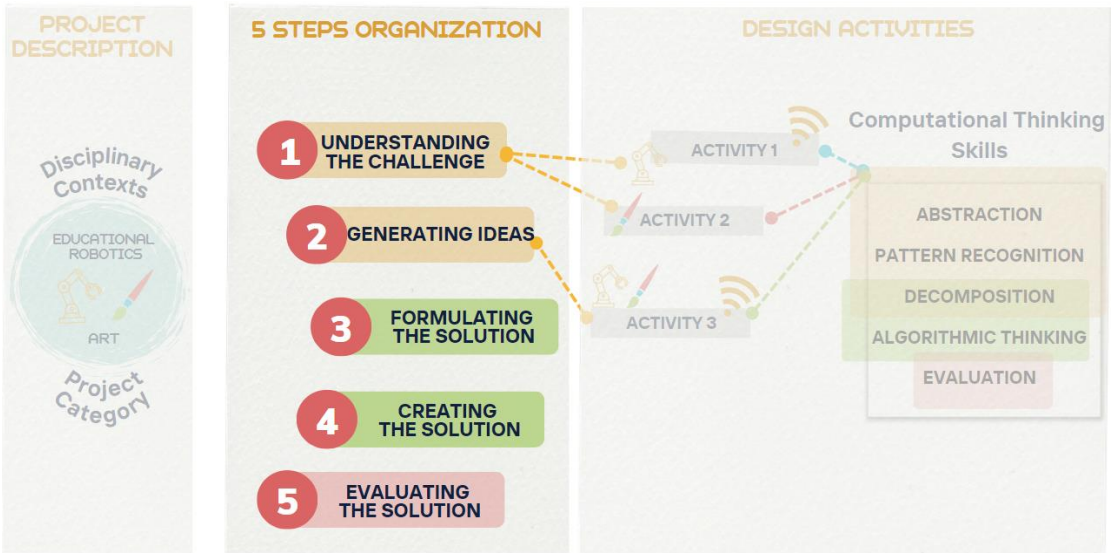 PROJECT
DESCRIPTION
Disciplinary
Contexts
EDUCATIONAL
ROBOTICS
ART
Project
Category
5 STEPS ORGANIZATION
1
UNDERSTANDING
THE CHALLENGE
2
GENERATING IDEAS
3
FORMULATING
THE SOLUTION
4
CREATING
THE SOLUTION
5
EVALUATING
THE SOLUTION
DESIGN ACTIVITIES
ACTIVITY 1
ACTIVITY 2
ACTIVITY 3
Computational Thinking
Skills
ABSTRACTION
PATTERN RECOGNITION
DECOMPOSITION
ALGORITHMIC THINKING
EVALUATION